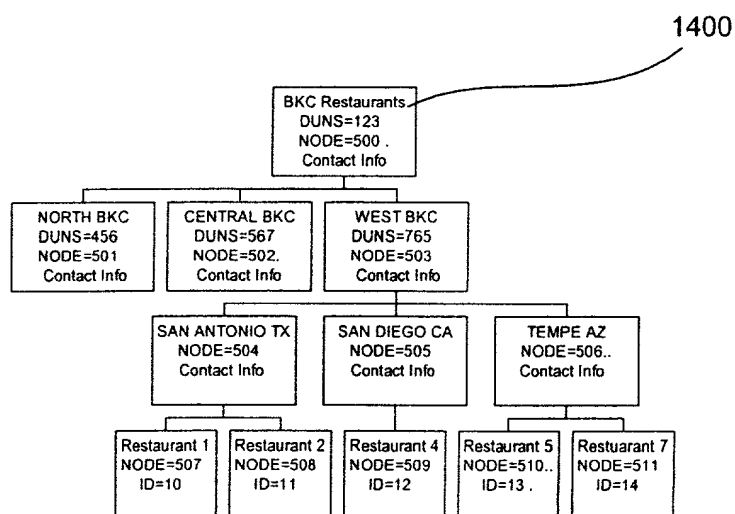 1400
BKC Restaurants
DUNS=123
NODE=500 .
Contact Info
NORTH BKC
DUNS=456
NODE=501
Contact Info
CENTRAL BKC
DUNS=567
NODE=502.
Contact Info
WEST BKC
DUNS=765
NODE=503
Contact Info
SAN ANTONIO TX
NODE=504
Contact Info
SAN DIEGO CA
NODE=505
Contact Info
TEMPE AZ
NODE=506..
Contact Info
Restaurant 1
NODE=507
ID=10
Restaurant 2
NODE=508
ID=11
Restaurant 4
NODE=509
ID=12
Restaurant 5
NODE=510..
ID=13 .
Restuarant 7
NODE=511
ID=14